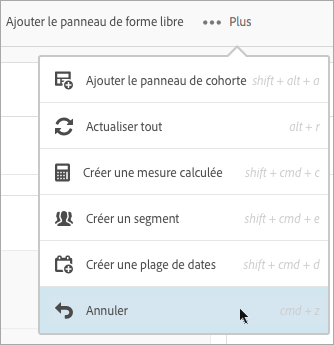 Ajouter le panneau de forme libre ••• Plus
Ajouter le panneau de cohorte shift + alt + a
Actualiser tout alt + r
Créer une mesure calculée shift + cmd + c
Créer un segment shift + cmd + e
Créer une plage de dates shift + cmd + d
Annuler cmd + z